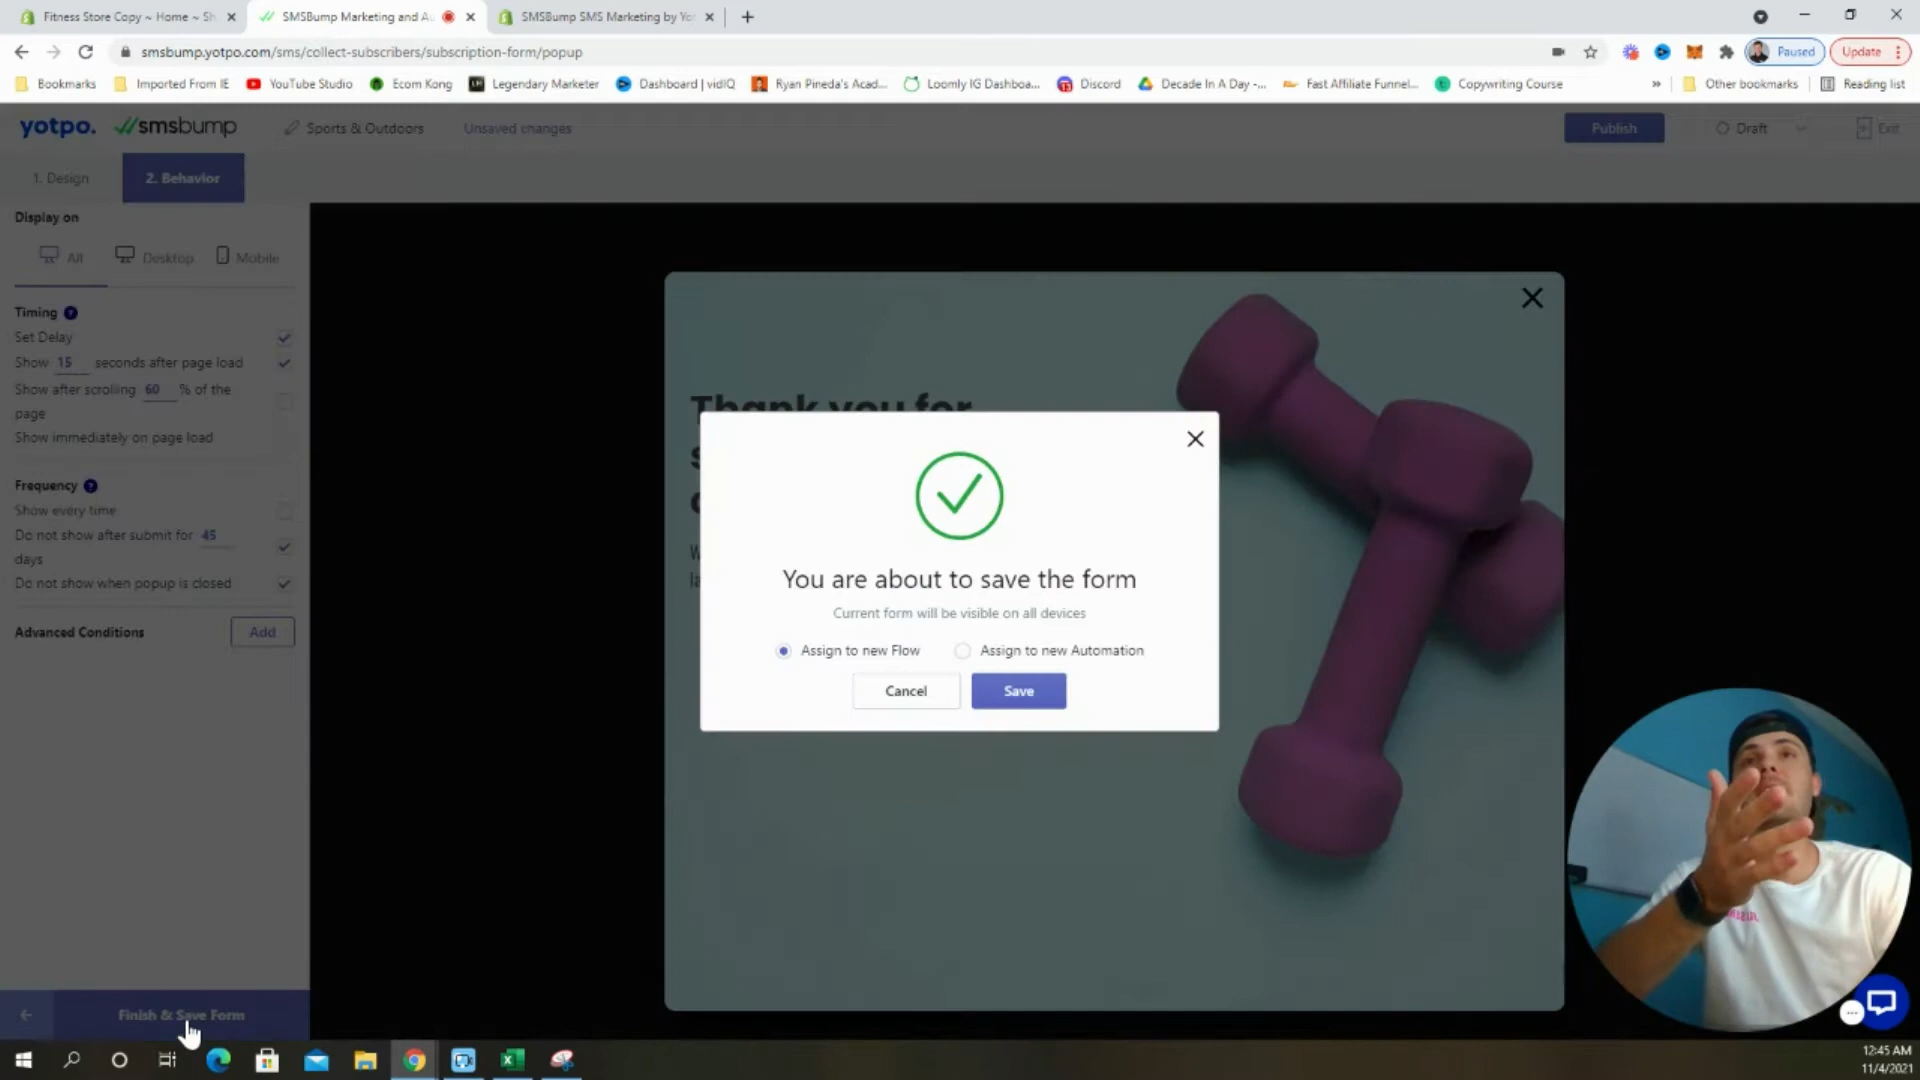 Fitness Store Copy ~ Home ~ Sh
SMSBump Marketing and Au
SMSBump SMS Marketing by Yo
smsbump.yotpo.com/sms/collect-subscribers/subscription-form/popup
Paused
Update
Bookmarks
Imported From IE
YouTube Studio
Ecom Kong
Legendary Marketer
Dashboard | vidIQ
Ryan Pineda's Acad...
Loomly IG Dashboa...
Discord
Decade In A Day -...
Fast Affiliate Funnel...
Copywriting Course
»
Other bookmarks
Reading list
yotpo.
smsbump
Sports & Outdoors
Unsaved changes
Publish
Draft
Exit
1. Design
2. Behavior
Display on
All
Desktop
Mobile
Timing ?
Set Delay
Show 15 seconds after page load
Show after scrolling 60 % of the
page
Show immediately on page load
Frequency ?
Show every time
Do not show after submit for 45
days
Do not show when popup is closed
Advanced Conditions
Add
Thank you for
You are about to save the form
Current form will be visible on all devices
Assign to new Flow
Assign to new Automation
Cancel
Save
Finish & Save Form
12:45 AM
11/4/2021